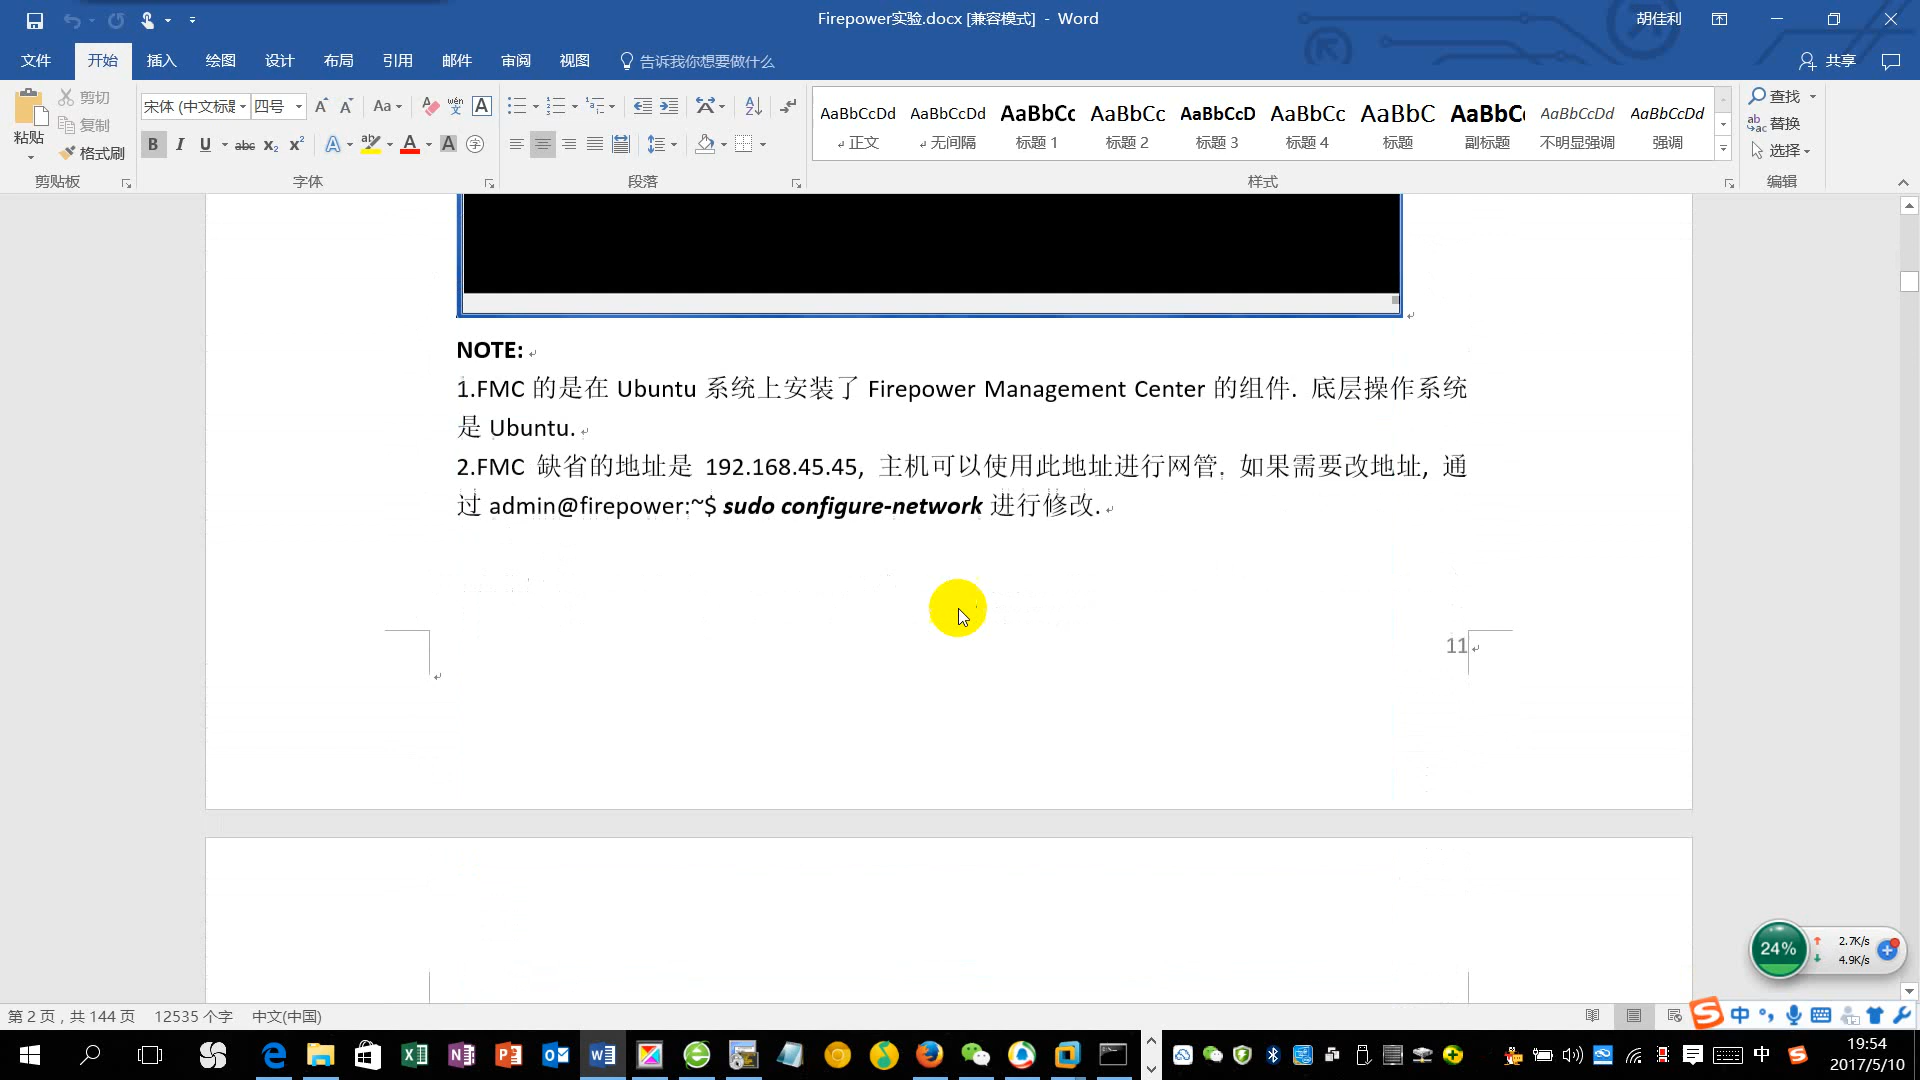 Firepower实验.docx [兼容模式] - Word
胡佳利
文件 开始 插入 绘图 设计 布局 引用 邮件 审阅 视图 告诉我你想要做什么
共享
粘贴
剪切
复制
格式刷
剪贴板
宋体 (中文标题 四号
字体
段落
AaBbCcDd AaBbCcDd AaBbCc AaBbCc AaBbCcD AaBbCc AaBbC AaBbC AaBbCcDd AaBbCcDd
正文 无间隔 标题 1 标题 2 标题 3 标题 4 标题 副标题 不明显强调 强调
样式
查找
替换
选择
编辑
NOTE:
1.FMC 的是在 Ubuntu 系统上安装了 Firepower Management Center 的组件. 底层操作系统
是 Ubuntu.
2.FMC 缺省的地址是 192.168.45.45, 主机可以使用此地址进行网管. 如果需要改地址, 通
过 admin@firepower:~$ sudo configure-network 进行修改.
11
24%
2.7K/s
4.9K/s
第 2 页，共 144 页 12535 个字 中文(中国)
中
中
19:54
2017/5/10